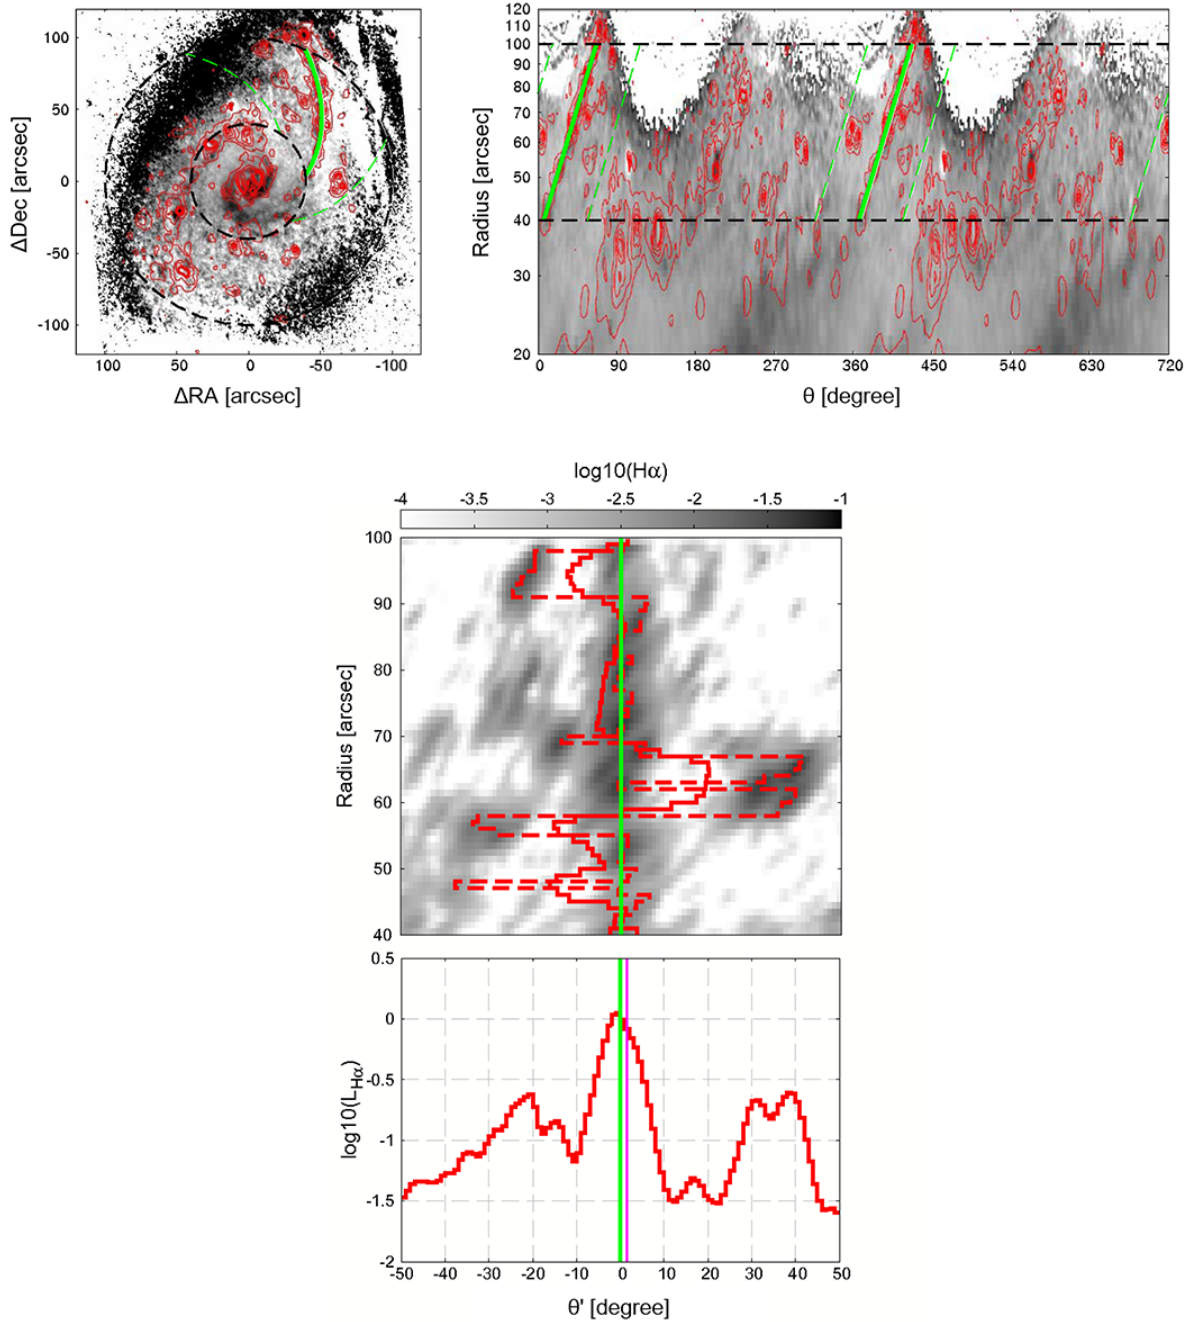 100
50
0
-50
-100
ΔDec [arcsec]
100 50 0 -50 -100
ΔRA [arcsec]
120
100
90
80
70
60
50
40
30
20
Radius [arcsec]
0 90 180 270 360 450 540 630 720
θ [degree]
log10(Hα)
-4 -3.5 -3 -2.5 -2 -1.5 -1
100
90
80
70
60
50
40
Radius [arcsec]
0.5
0
-0.5
-1
-1.5
-2
log10(L_Hα)
-50 -40 -30 -20 -10 0 10 20 30 40 50
θ' [degree]